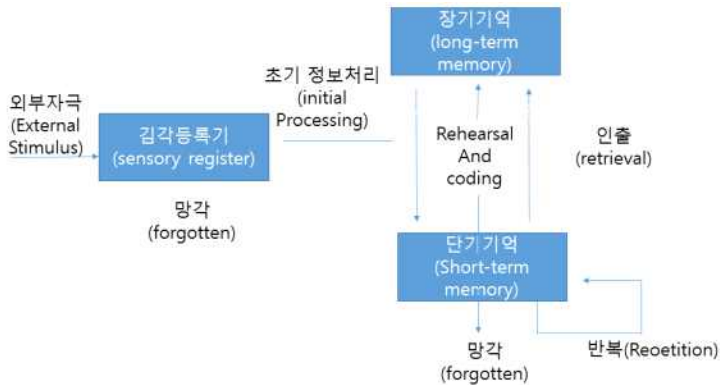 장기기억
(long-term
memory)
초기 정보처리
(initial
Processing)
외부자극
(External
Stimulus)
김각등록기
(sensory register)
Rehearsal
And
coding
인출
(retrieval)
망각
(forgotten)
단기기억
(Short-term
memory)
망각
(forgotten)
반복(Reoetition)